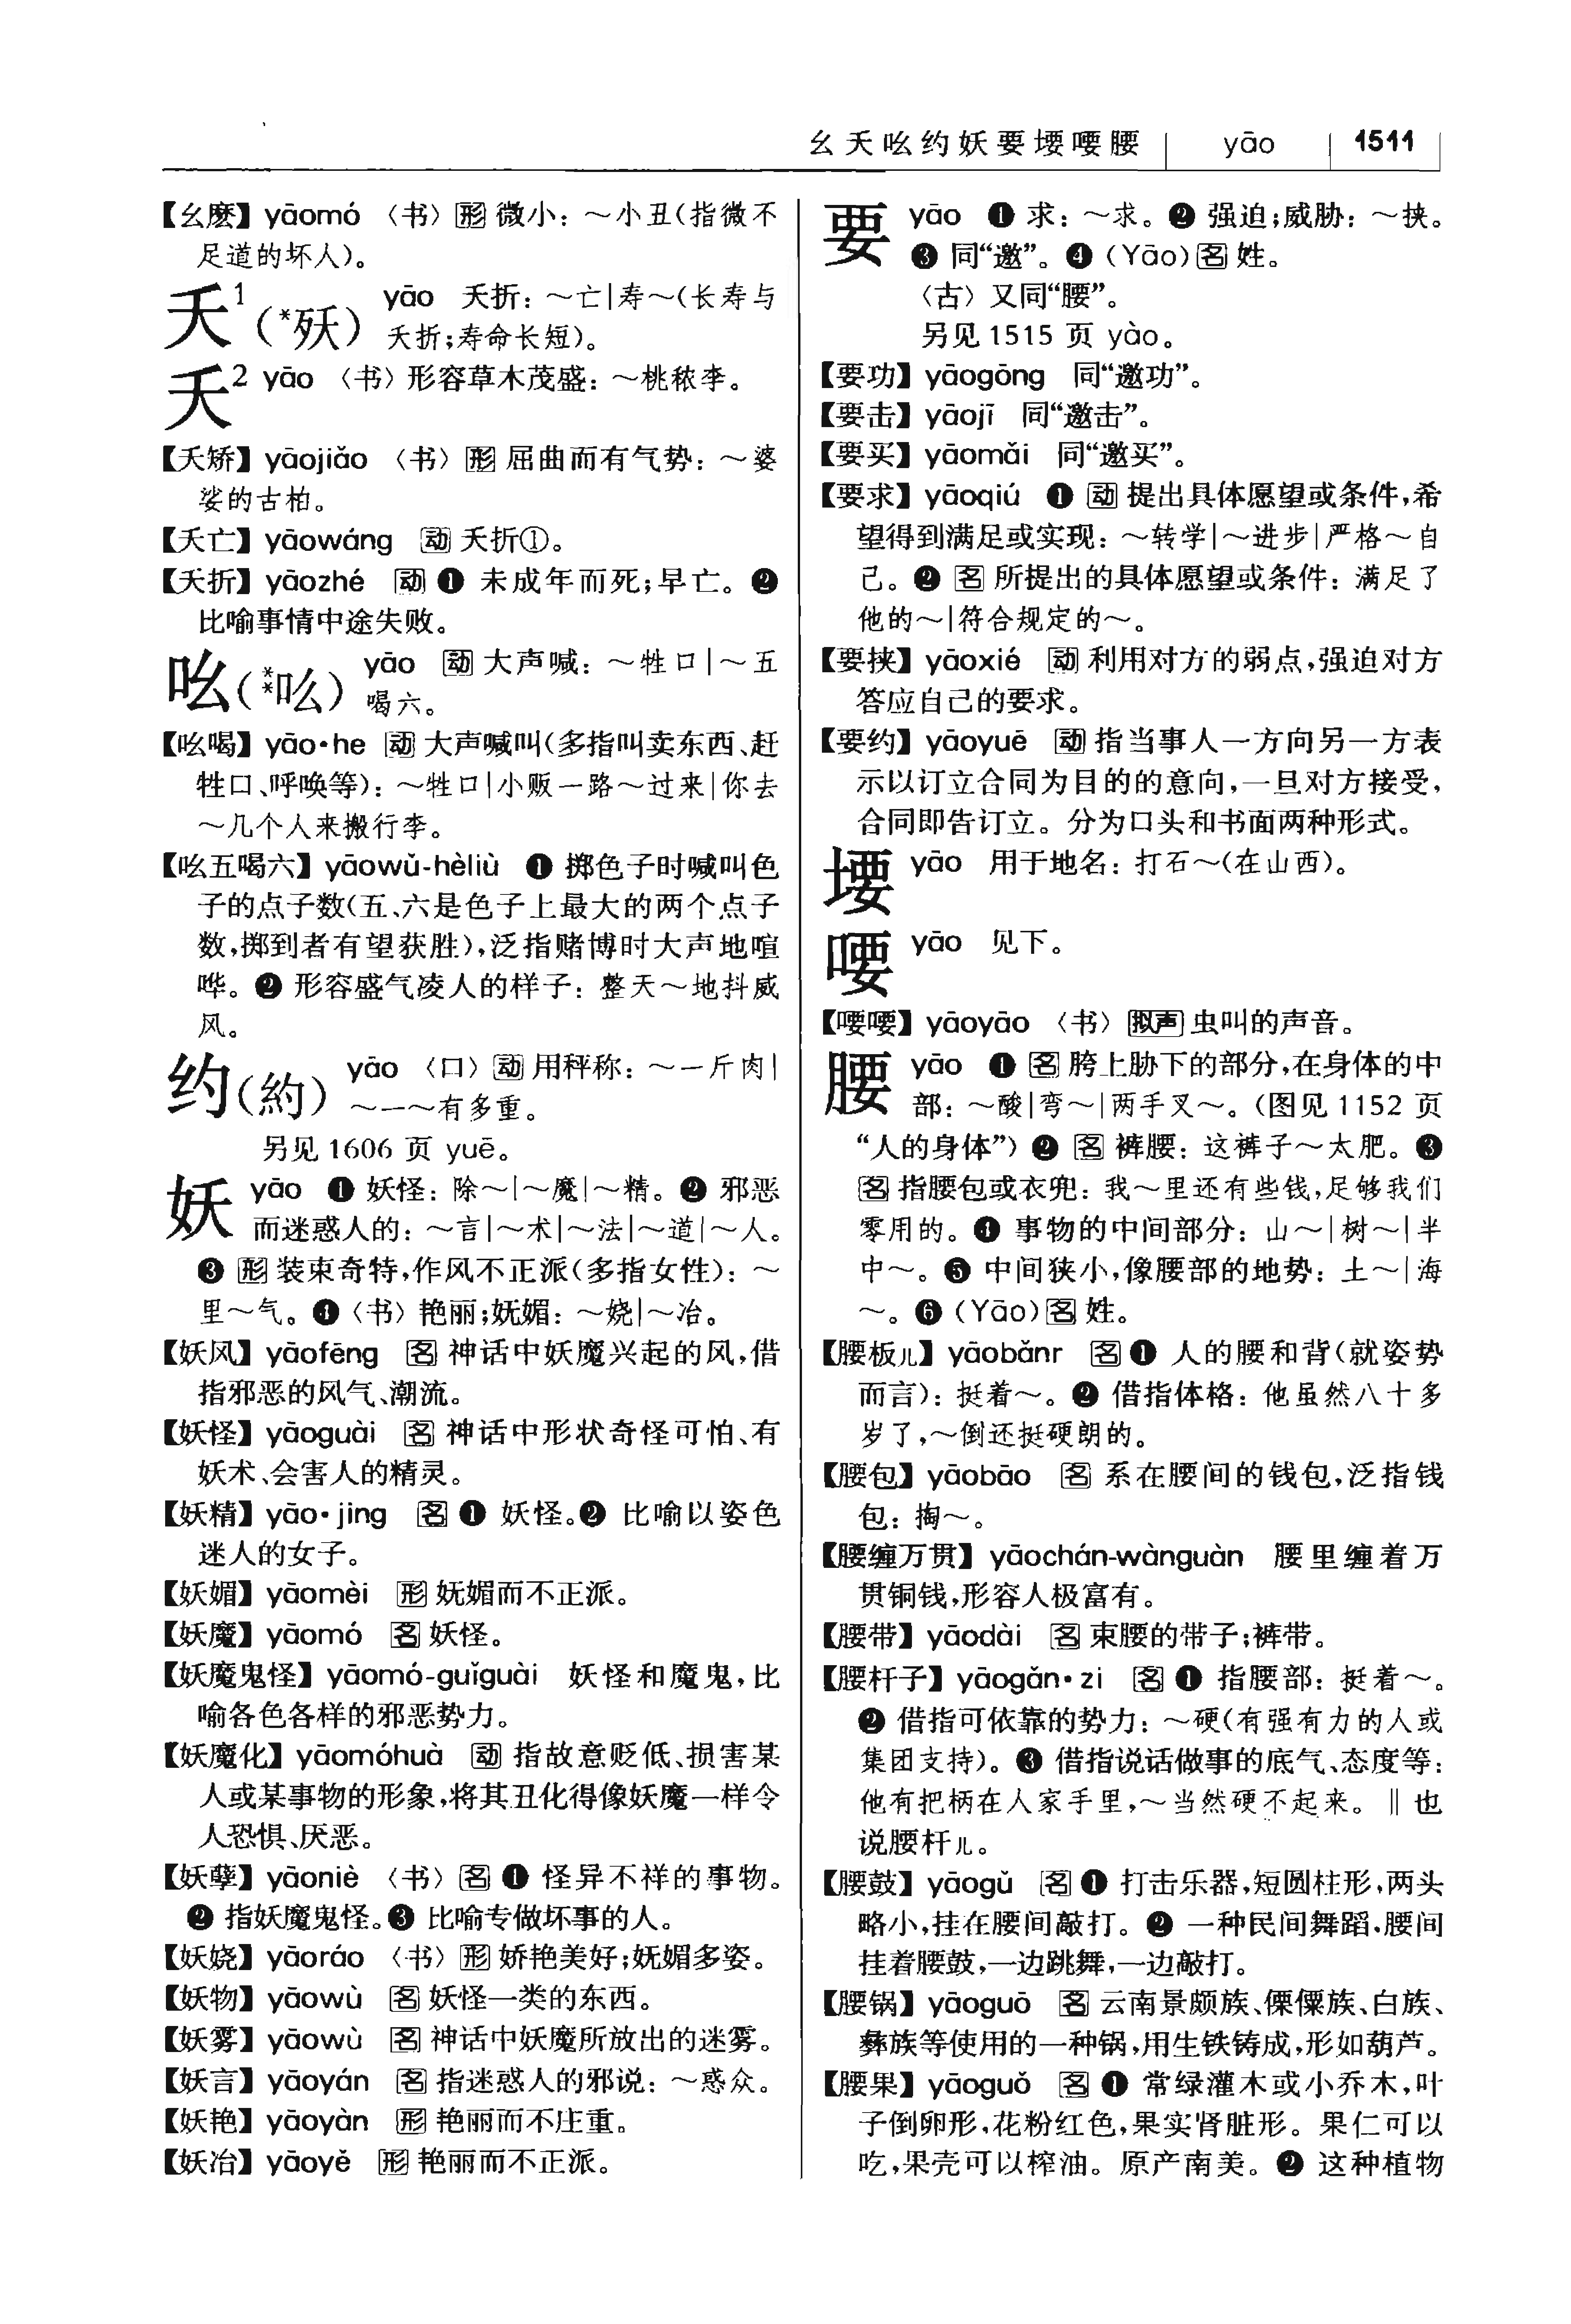 幺夭吆约妖要㙘喓腰 yāo 1511
【幺麽】yāomó 〈书〉形 微小：～小丑（指微不
足道的坏人）。
夭¹（*殀） yāo 夭折：～亡|寿～（长寿与
夭折；寿命长短）。
夭² yāo 〈书〉形容草木茂盛：～桃秾李。
【夭矫】yāojiǎo 〈书〉形 屈曲而有气势：～婆
娑的古柏。
【夭亡】yāowáng 动 夭折①。
【夭折】yāozhé 动 ❶ 未成年而死；早亡。❷
比喻事情中途失败。
吆（**吆） yāo 动 大声喊：～牲口|～五
喝六。
【吆喝】yāo·he 动 大声喊叫（多指叫卖东西、赶
牲口、呼唤等）：～牲口|小贩一路～过来|你去
～几个人来搬行李。
【吆五喝六】yāowǔ-hèliù ❶ 掷色子时喊叫色
子的点子数（五、六是色子上最大的两个点子
数，掷到者有望获胜），泛指赌博时大声地喧
哗。❷ 形容盛气凌人的样子：整天～地抖威
风。
约（約） yāo 〈口〉动 用秤称：～一斤肉|
～一～有多重。
另见 1606 页 yuē。
妖 yāo ❶ 妖怪：除～|～魔|～精。❷ 邪恶
而迷惑人的：～言|～术|～法|～道|～人。
❸ 形 装束奇特，作风不正派（多指女性）：～
里～气。❹〈书〉艳丽；妩媚：～娆|～冶。
【妖风】yāofēng 名 神话中妖魔兴起的风，借
指邪恶的风气、潮流。
【妖怪】yāoguài 名 神话中形状奇怪可怕、有
妖术、会害人的精灵。
【妖精】yāo·jing 名 ❶ 妖怪。❷ 比喻以姿色
迷人的女子。
【妖媚】yāomèi 形 妩媚而不正派。
【妖魔】yāomó 名 妖怪。
【妖魔鬼怪】yāomó-guǐguài 妖怪和魔鬼，比
喻各色各样的邪恶势力。
【妖魔化】yāomóhuà 动 指故意贬低、损害某
人或某事物的形象，将其丑化得像妖魔一样令
人恐惧、厌恶。
【妖孽】yāoniè 〈书〉名 ❶ 怪异不祥的事物。
❷ 指妖魔鬼怪。❸ 比喻专做坏事的人。
【妖娆】yāoráo 〈书〉形 娇艳美好；妩媚多姿。
【妖物】yāowù 名 妖怪一类的东西。
【妖雾】yāowù 名 神话中妖魔所放出的迷雾。
【妖言】yāoyán 名 指迷惑人的邪说：～惑众。
【妖艳】yāoyàn 形 艳丽而不庄重。
【妖冶】yāoyě 形 艳丽而不正派。
要 yāo ❶ 求：～求。❷ 强迫；威胁：～挟。
❸ 同“邀”。❹（Yāo）名 姓。
〈古〉又同“腰”。
另见 1515 页 yào。
【要功】yāogōng 同“邀功”。
【要击】yāojī 同“邀击”。
【要买】yāomǎi 同“邀买”。
【要求】yāoqiú ❶ 动 提出具体愿望或条件，希
望得到满足或实现：～转学|～进步|严格～自
己。❷ 名 所提出的具体愿望或条件：满足了
他的～|符合规定的～。
【要挟】yāoxié 动 利用对方的弱点，强迫对方
答应自己的要求。
【要约】yāoyuē 动 指当事人一方向另一方表
示以订立合同为目的的意向，一旦对方接受，
合同即告订立。分为口头和书面两种形式。
㙘 yāo 用于地名：打石～（在山西）。
喓 yāo 见下。
【喓喓】yāoyāo 〈书〉拟声 虫叫的声音。
腰 yāo ❶ 名 胯上胁下的部分，在身体的中
部：～酸|弯～|两手叉～。（图见 1152 页
“人的身体”）❷ 名 裤腰：这裤子～太肥。❸
名 指腰包或衣兜：我～里还有些钱，足够我们
零用的。❹ 事物的中间部分：山～|树～|半
中～。❺ 中间狭小，像腰部的地势：土～|海
～。❻（Yāo）名 姓。
【腰板儿】yāobǎnr 名 ❶ 人的腰和背（就姿势
而言）：挺着～。❷ 借指体格：他虽然八十多
岁了，～倒还挺硬朗的。
【腰包】yāobāo 名 系在腰间的钱包，泛指钱
包：掏～。
【腰缠万贯】yāochán-wànguàn 腰里缠着万
贯铜钱，形容人极富有。
【腰带】yāodài 名 束腰的带子；裤带。
【腰杆子】yāogǎn·zi 名 ❶ 指腰部：挺着～。
❷ 借指可依靠的势力：～硬（有强有力的人或
集团支持）。❸ 借指说话做事的底气、态度等：
他有把柄在人家手里，～当然硬不起来。‖也
说腰杆儿。
【腰鼓】yāogǔ 名 ❶ 打击乐器，短圆柱形，两头
略小，挂在腰间敲打。❷ 一种民间舞蹈，腰间
挂着腰鼓，一边跳舞，一边敲打。
【腰锅】yāoguō 名 云南景颇族、傈僳族、白族、
彝族等使用的一种锅，用生铁铸成，形如葫芦。
【腰果】yāoguǒ 名 ❶ 常绿灌木或小乔木，叶
子倒卵形，花粉红色，果实肾脏形。果仁可以
吃，果壳可以榨油。原产南美。❷ 这种植物